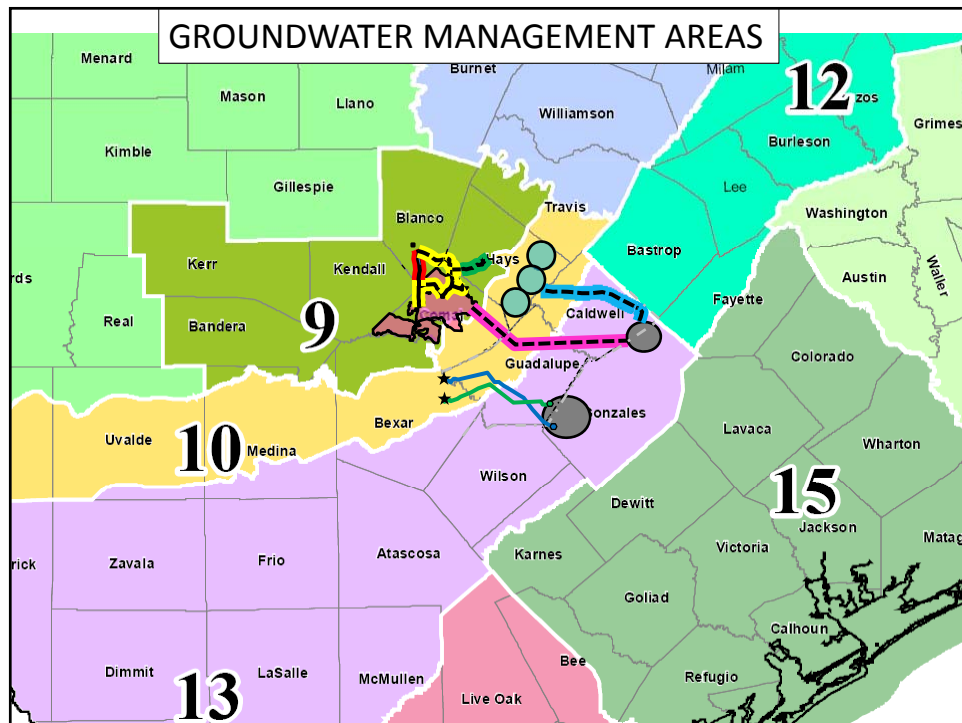 GROUNDWATER MANAGEMENT AREAS
Menard
Burnet
Milam
12
zos
Mason
Llano
Williamson
Grimes
Kimble
Burleson
Gillespie
Lee
Blanco
Travis
Washington
rds
Kerr
Kendall
Hays
Bastrop
Austin
Waller
Real
Bandera
9
Comal
Caldwell
Fayette
Guadalupe
Colorado
Uvalde
10
Medina
Bexar
Gonzales
Lavaca
Wharton
Wilson
15
Dewitt
Jackson
Karnes
Victoria
Matag
rick
Zavala
Frio
Atascosa
Goliad
Calhoun
Dimmit
LaSalle
McMullen
Bee
Refugio
13
Live Oak